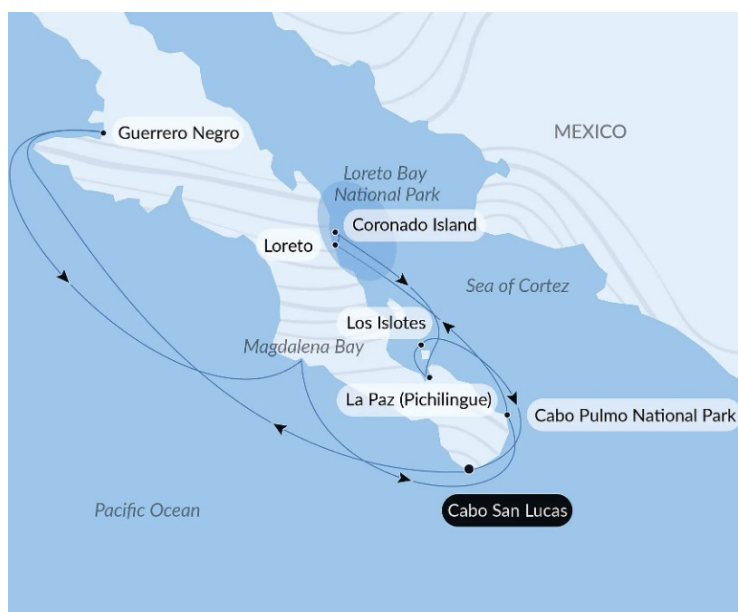 Guerrero Negro
MEXICO
Loreto Bay
National Park
Coronado Island
Loreto
Sea of Cortez
Los Islotes
Magdalena Bay
La Paz (Pichilingue)
Cabo Pulmo National Park
Pacific Ocean
Cabo San Lucas